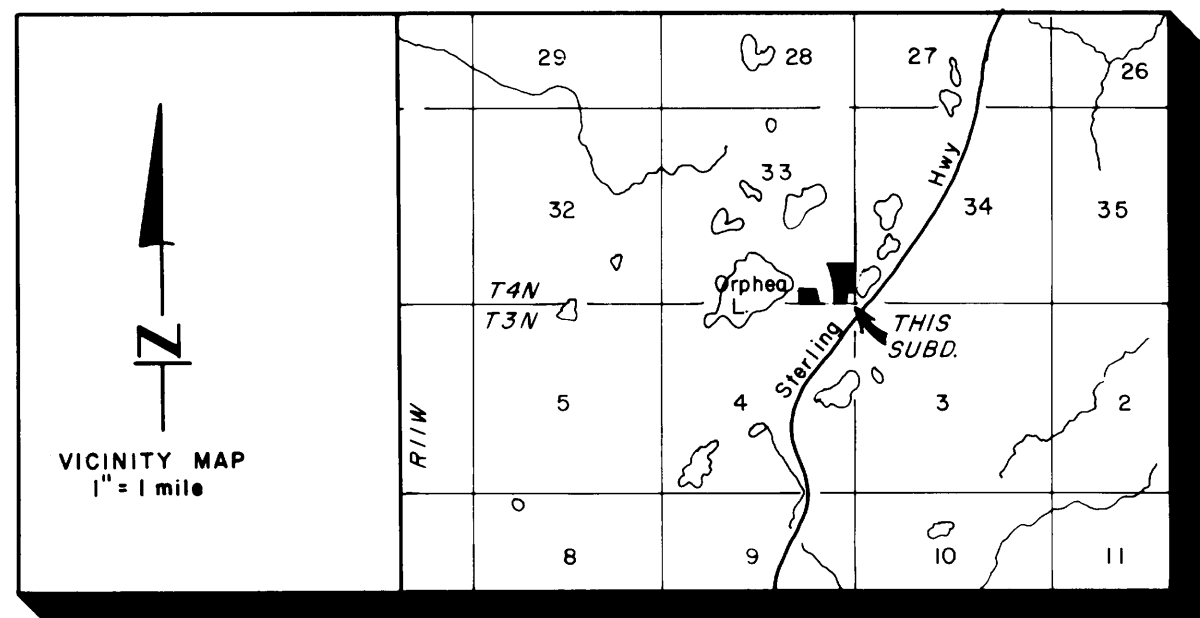 29
28
27
26
Hwy
33
32
34
35
Orphea
L.
T4N
T3N
THIS
SUBD.
Sterling
N
R11W
5
4
3
2
VICINITY MAP
1" = 1 mile
8
9
10
11